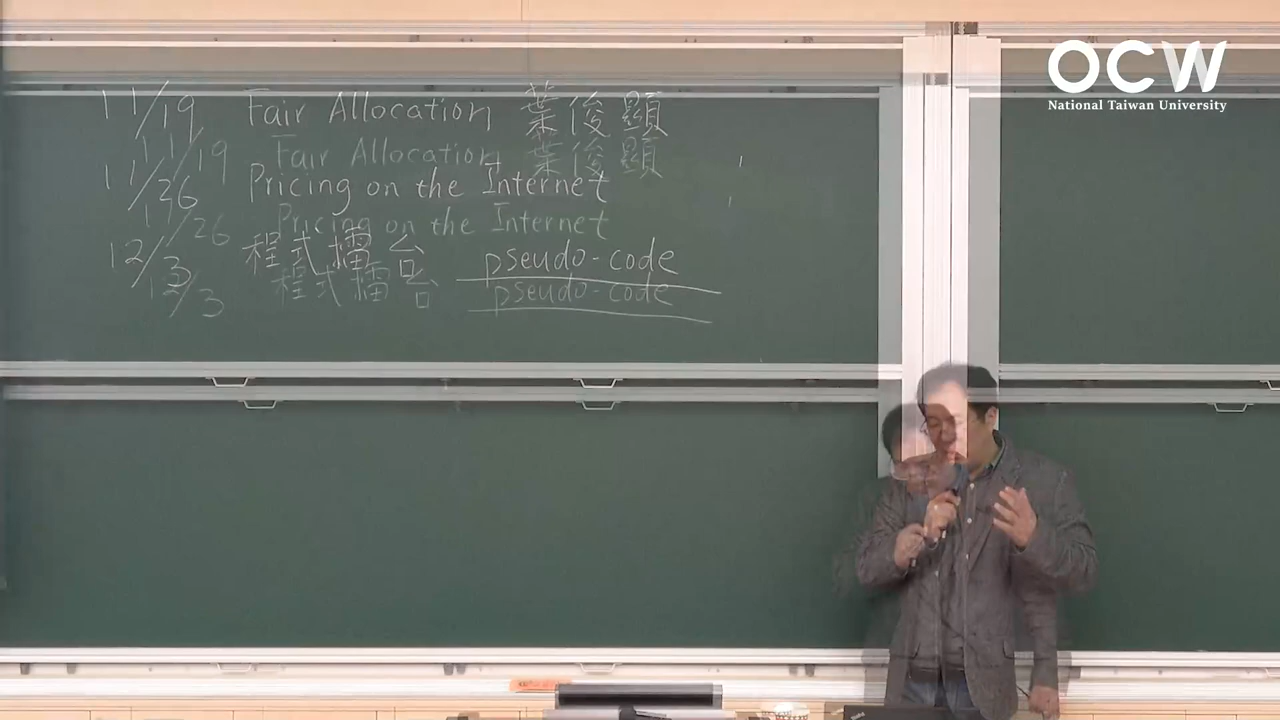 OCW
National Taiwan University
11/19 Fair Allocation 葉俊顯
11/19 Fair Allocation 葉俊顯
11/26 Pricing on the Internet
11/26 Pricing on the Internet
12/3 程式擂台 pseudo-code
12/3 程式擂台 pseudo-code